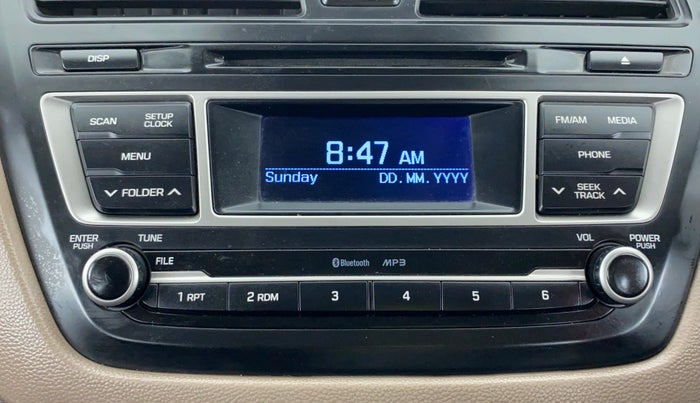 DISP
SCAN SETUP CLOCK
FM/AM MEDIA
8:47 AM
MENU
PHONE
Sunday DD.MM.YYYY
FOLDER
SEEK TRACK
ENTER PUSH TUNE
VOL POWER PUSH
FILE
Bluetooth MP3
1 RPT 2 RDM 3 4 5 6